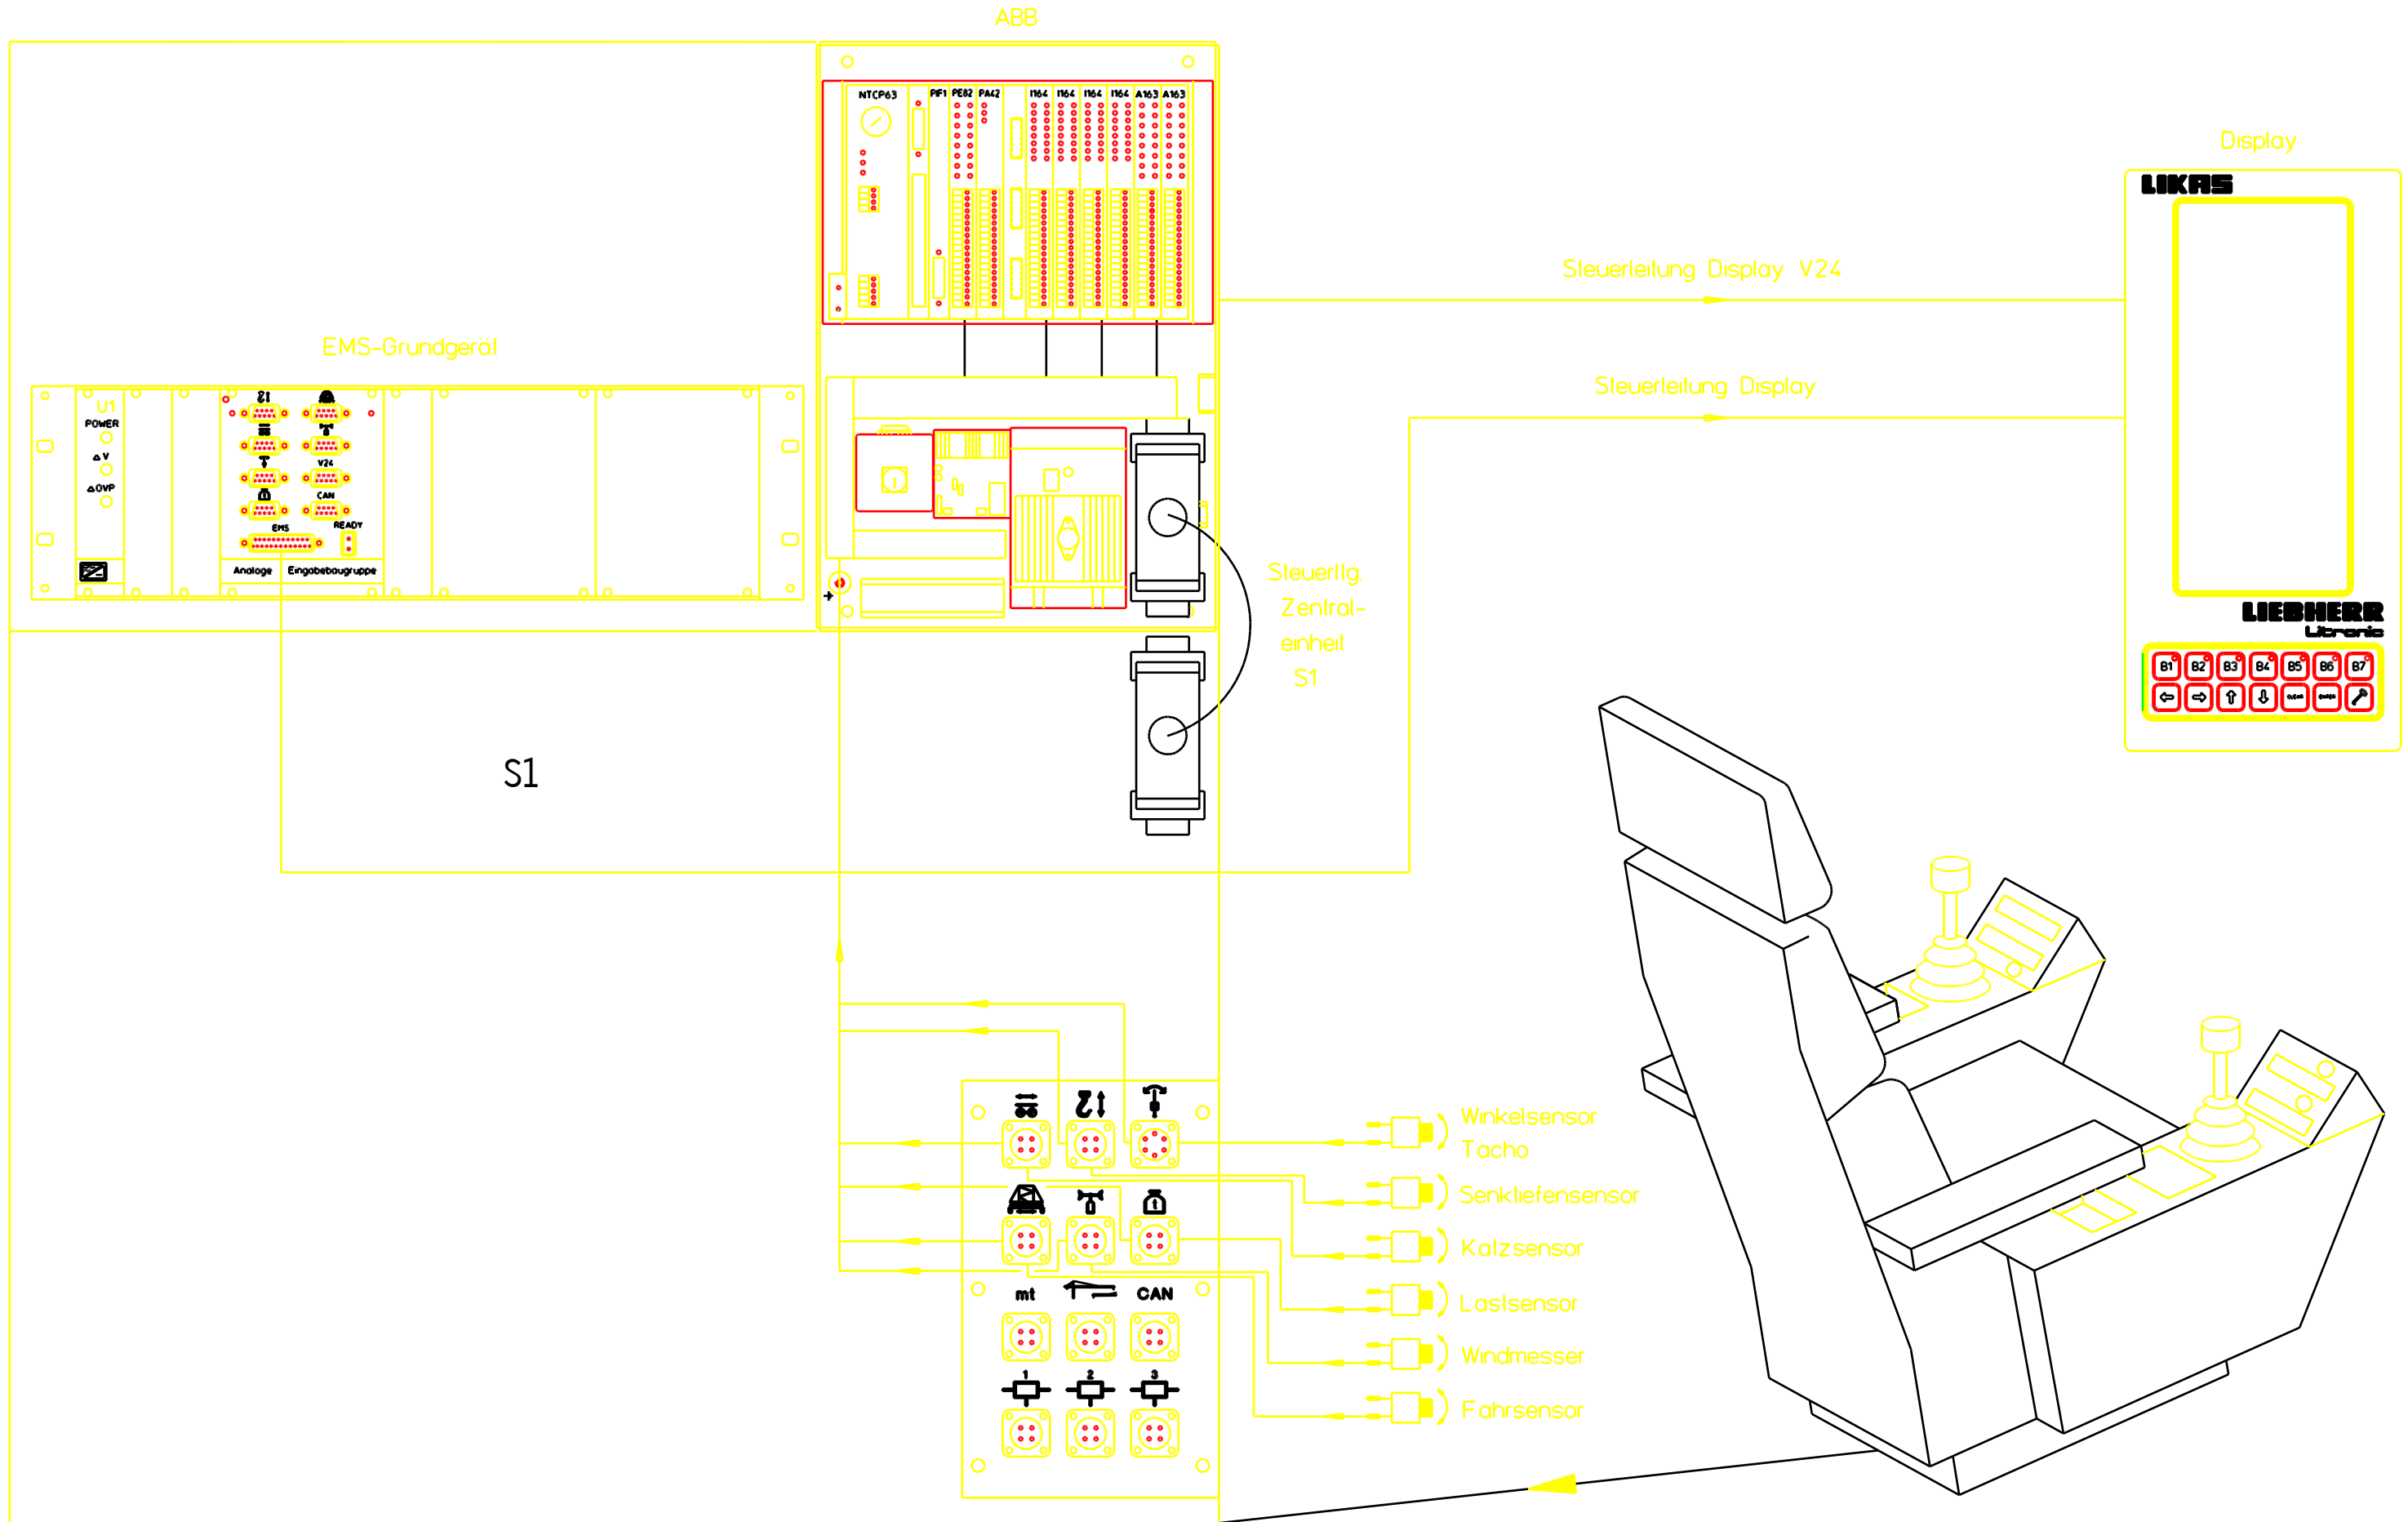 ABB
NTCP63 PIF1 PE82 PA42 I164 I164 I164 I164 A163 A163
Display
LIKAS
Steuerleitung Display V24
EMS-Grundgerät
Steuerleitung Display
U1
POWER
△ V
V24
△OVP
CAN
EMS
READY
Analoge Eingabebaugruppe
Steuerltg.
Zentral-
einheit
S1
LIEBHERR
Litronic
B1 B2 B3 B4 B5 B6 B7
S1
Winkelsensor
Tacho
Senktiefensensor
Katzsensor
Lastsensor
Windmesser
Fahrsensor
t
mt CAN
1 2 3